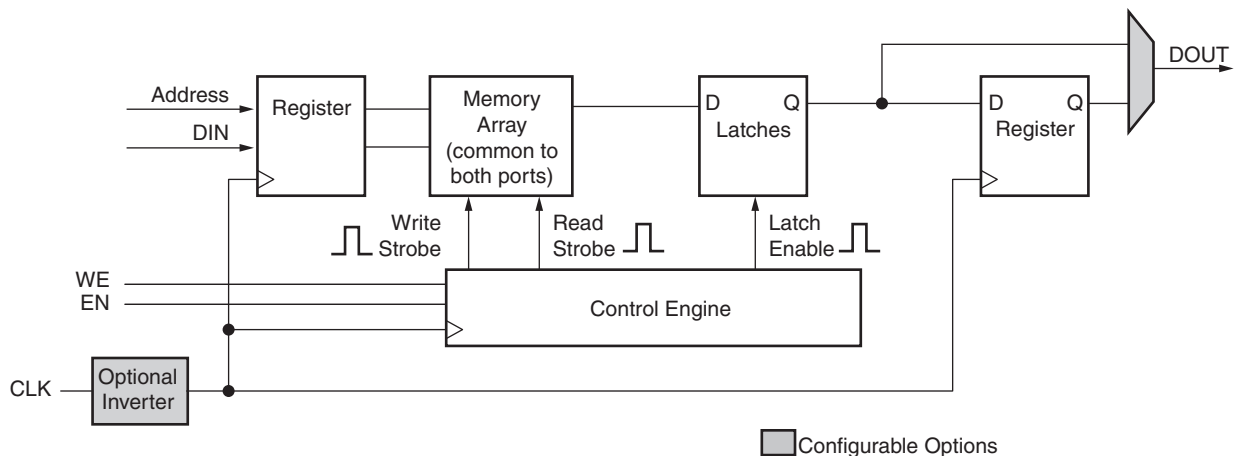 DOUT
Address
DIN
Register
Memory
Array
(common to
both ports)
D
Q
Latches
D
Q
Register
Write
Strobe
Read
Strobe
Latch
Enable
WE
EN
Control Engine
CLK
Optional
Inverter
Configurable Options